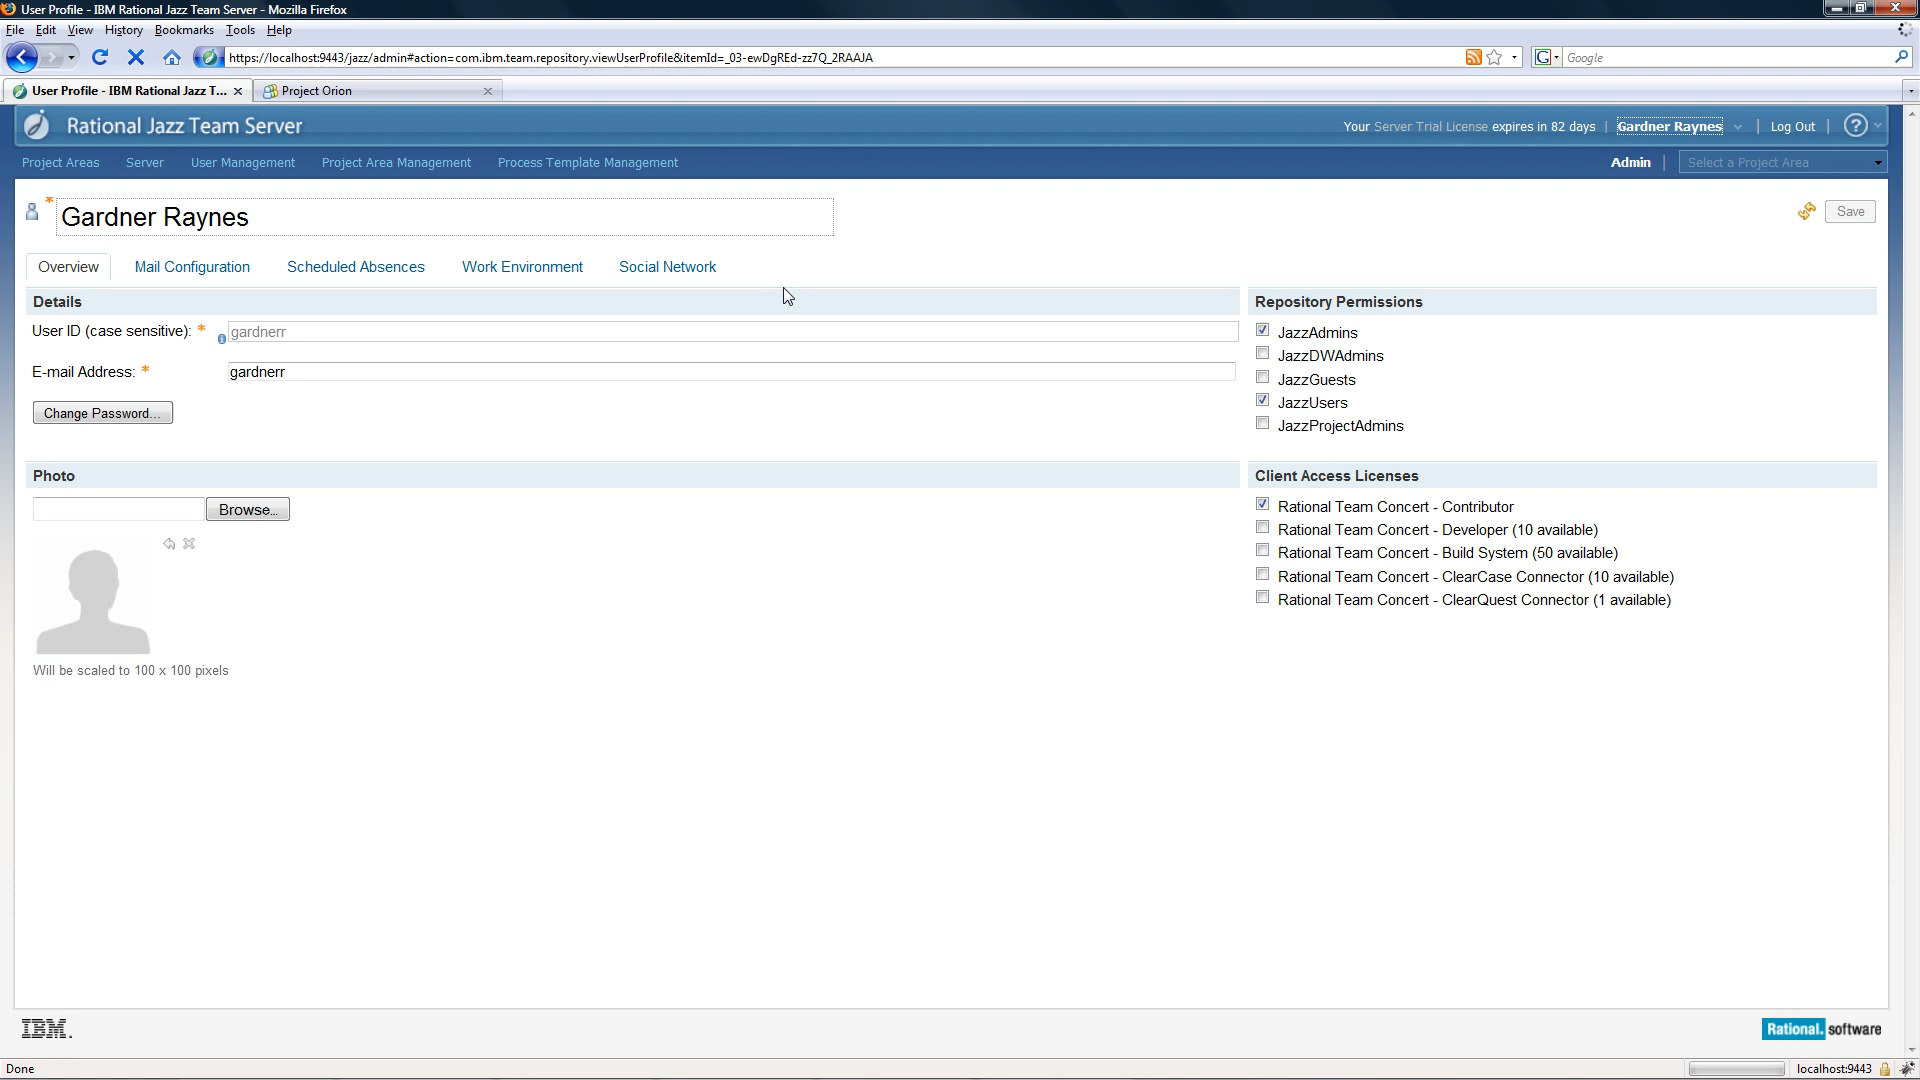 User Profile - IBM Rational Jazz Team Server - Mozilla Firefox
File Edit View History Bookmarks Tools Help
https://localhost:9443/jazz/admin#action=com.ibm.team.repository.viewUserProfile&itemId=_03-ewDgREd-zz7Q_2RAAJA
G Google
User Profile - IBM Rational Jazz T... Project Orion
Rational Jazz Team Server
Your Server Trial License expires in 82 days | Gardner Raynes | Log Out | ?
Project Areas Server User Management Project Area Management Process Template Management
Admin | Select a Project Area
* Gardner Raynes
Save
Overview Mail Configuration Scheduled Absences Work Environment Social Network
Details
User ID (case sensitive): * gardnerr
E-mail Address: * gardnerr
Change Password...
Repository Permissions
JazzAdmins
JazzDWAdmins
JazzGuests
JazzUsers
JazzProjectAdmins
Photo
Browse...
Will be scaled to 100 x 100 pixels
Client Access Licenses
Rational Team Concert - Contributor
Rational Team Concert - Developer (10 available)
Rational Team Concert - Build System (50 available)
Rational Team Concert - ClearCase Connector (10 available)
Rational Team Concert - ClearQuest Connector (1 available)
IBM.
Rational. software
Done
localhost:9443